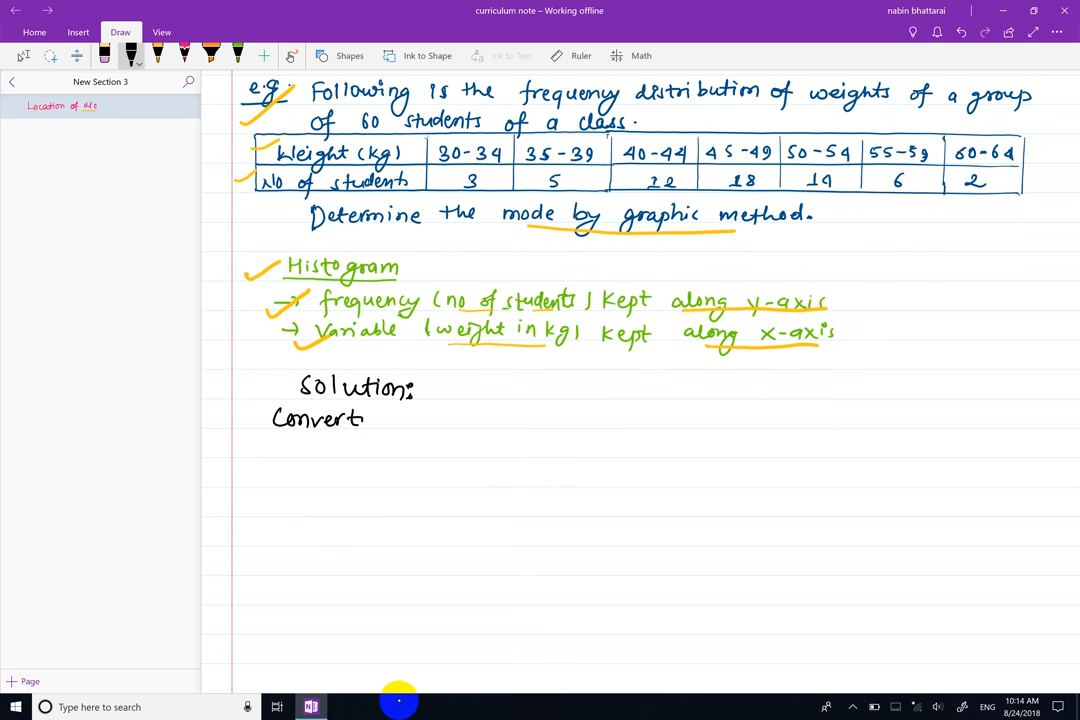 curriculum note – Working offline
nabin bhattarai
Home Insert Draw View
Shapes Ink to Shape Ink to Text Ruler Math
New Section 3
Location of Mo
e.g. Following is the frequency distribution of weights of a group
of 60 students of a class.
Weight (kg) 30-34 35-39 40-44 45-49 50-54 55-59 60-64
No of students 3 5 12 18 14 6 2
Determine the mode by graphic method.
Histogram
→ frequency (no of students) kept along y-axis
→ Variable (weight in kg) kept along x-axis
Solution:
Convert
+ Page
Type here to search
ENG
10:14 AM
8/24/2018